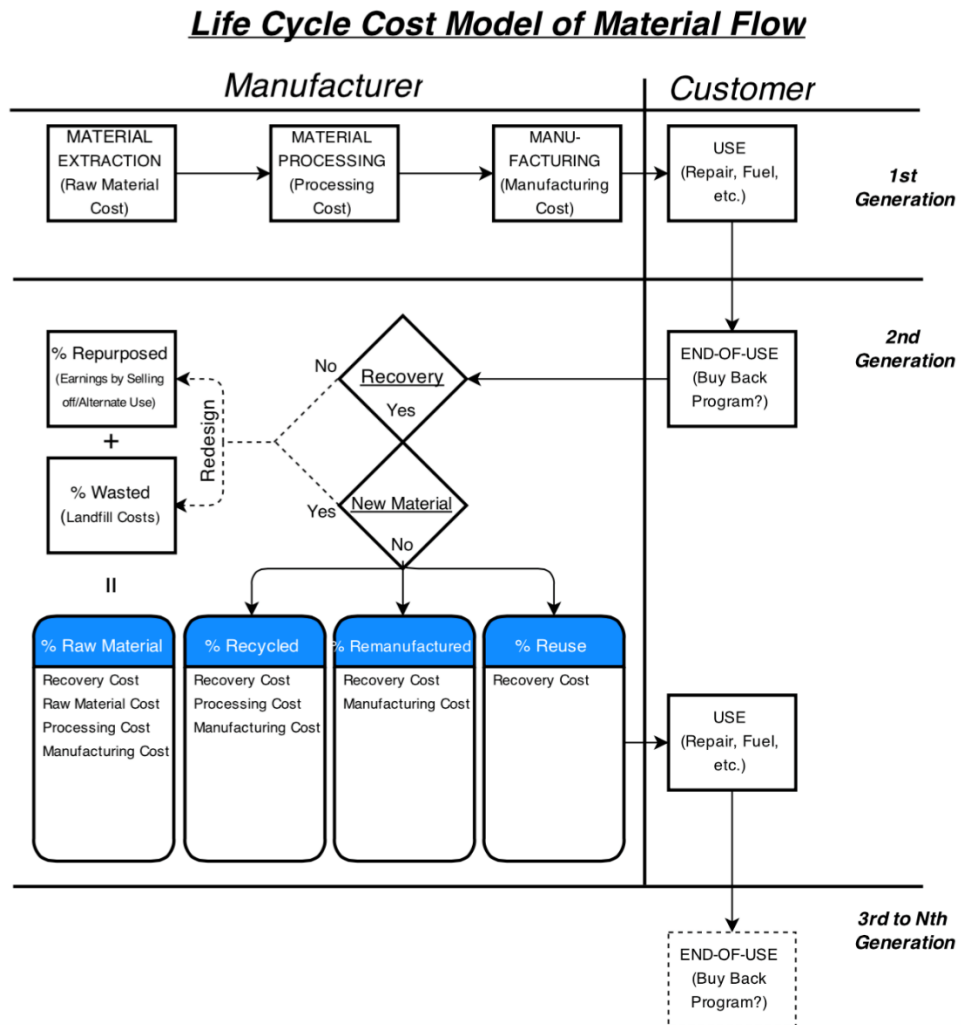 Life Cycle Cost Model of Material Flow
Manufacturer
Customer
MATERIAL
EXTRACTION
(Raw Material
Cost)
MATERIAL
PROCESSING
(Processing
Cost)
MANU-
FACTURING
(Manufacturing
Cost)
USE
(Repair, Fuel,
etc.)
1st
Generation
% Repurposed
(Earnings by Selling
off/Alternate Use)
+
% Wasted
(Landfill Costs)
=
Redesign
No
Recovery
Yes
Yes
New Material
No
END-OF-USE
(Buy Back
Program?)
2nd
Generation
% Raw Material
Recovery Cost
Raw Material Cost
Processing Cost
Manufacturing Cost
% Recycled
Recovery Cost
Processing Cost
Manufacturing Cost
% Remanufactured
Recovery Cost
Manufacturing Cost
% Reuse
Recovery Cost
USE
(Repair, Fuel,
etc.)
3rd to Nth
Generation
END-OF-USE
(Buy Back
Program?)